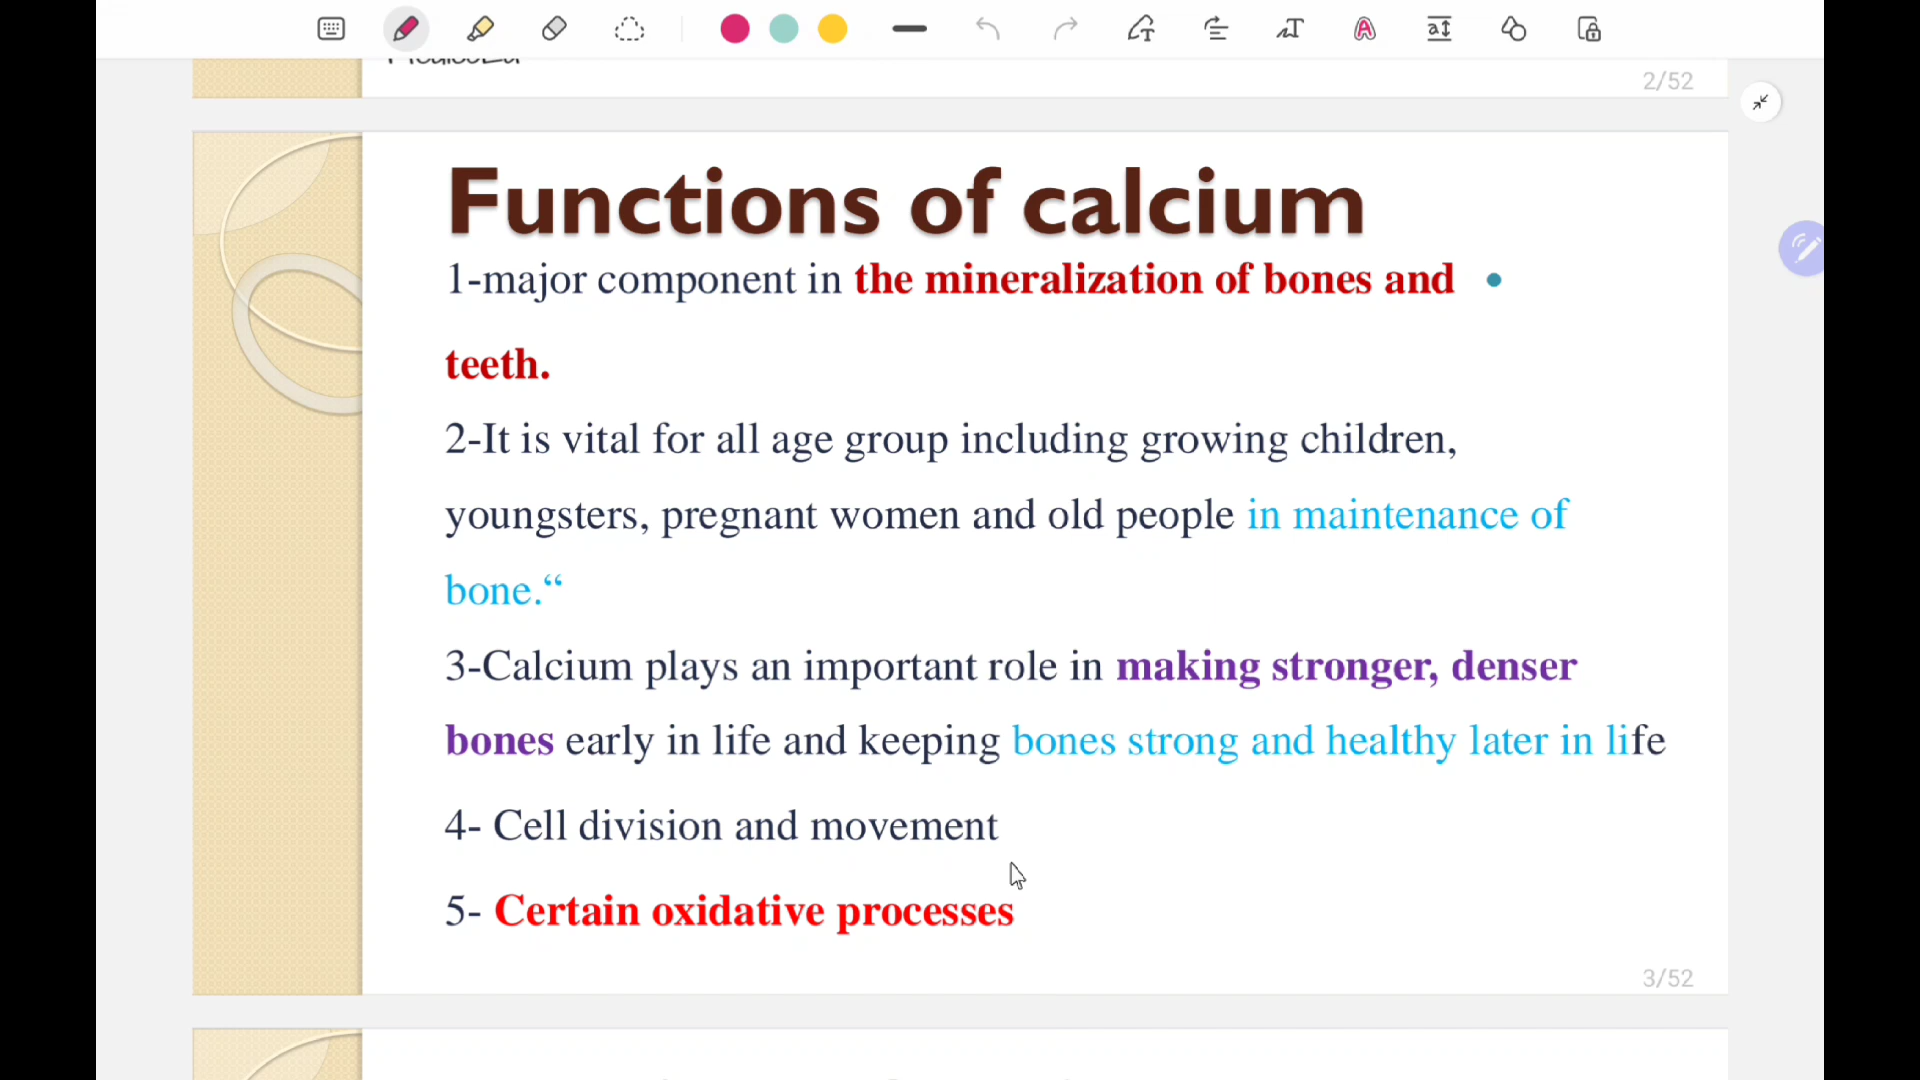 2/52
Functions of calcium
1-major component in the mineralization of bones and •
teeth.
2-It is vital for all age group including growing children,
youngsters, pregnant women and old people in maintenance of
bone.“
3-Calcium plays an important role in making stronger, denser
bones early in life and keeping bones strong and healthy later in life
4- Cell division and movement
5- Certain oxidative processes
3/52